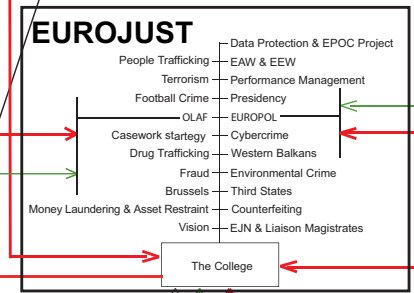 EUROJUST
Data Protection & EPOC Project
People Trafficking EAW & EEW
Terrorism Performance Management
Football Crime Presidency
OLAF EUROPOL
Casework startegy Cybercrime
Drug Trafficking Western Balkans
Fraud Environmental Crime
Brussels Third States
Money Laundering & Asset Restraint Counterfeiting
Vision EJN & Liaison Magistrates
The College